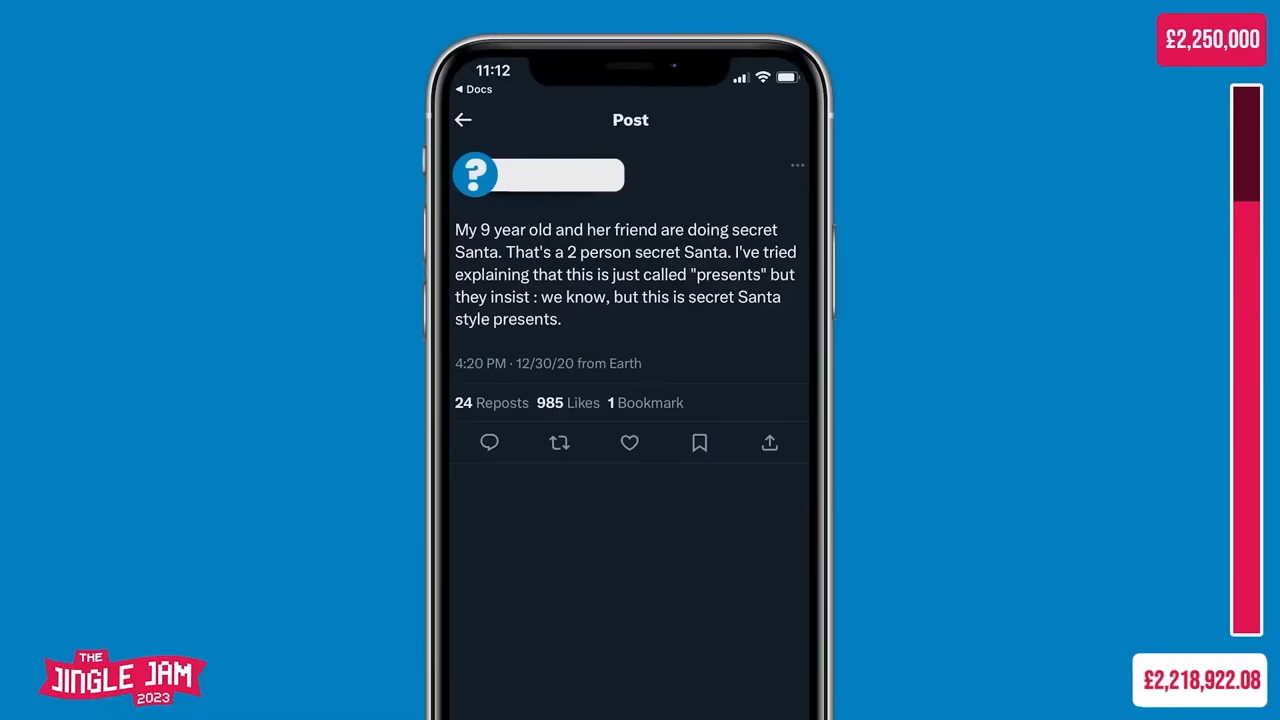 £2,250,000
11:12
◀ Docs
Post
?
My 9 year old and her friend are doing secret
Santa. That's a 2 person secret Santa. I've tried
explaining that this is just called "presents" but
they insist : we know, but this is secret Santa
style presents.
4:20 PM · 12/30/20 from Earth
24 Reposts 985 Likes 1 Bookmark
THE
JINGLE JAM
2023
£2,218,922.08